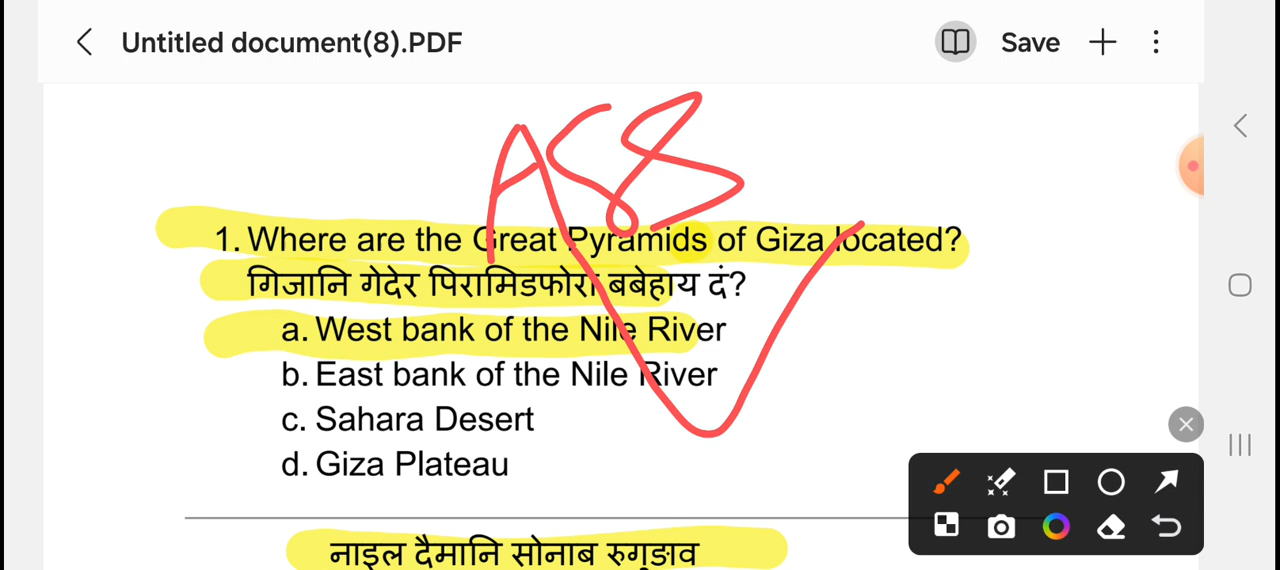 Untitled document(8).PDF
Save
AS8
1. Where are the Great Pyramids of Giza located?
गिजानि गेदेर पिरामिडफोरा बबेहाय दं?
a. West bank of the Nile River
b. East bank of the Nile River
c. Sahara Desert
d. Giza Plateau
नाइल दैमानि सोनाब रुगुङाव